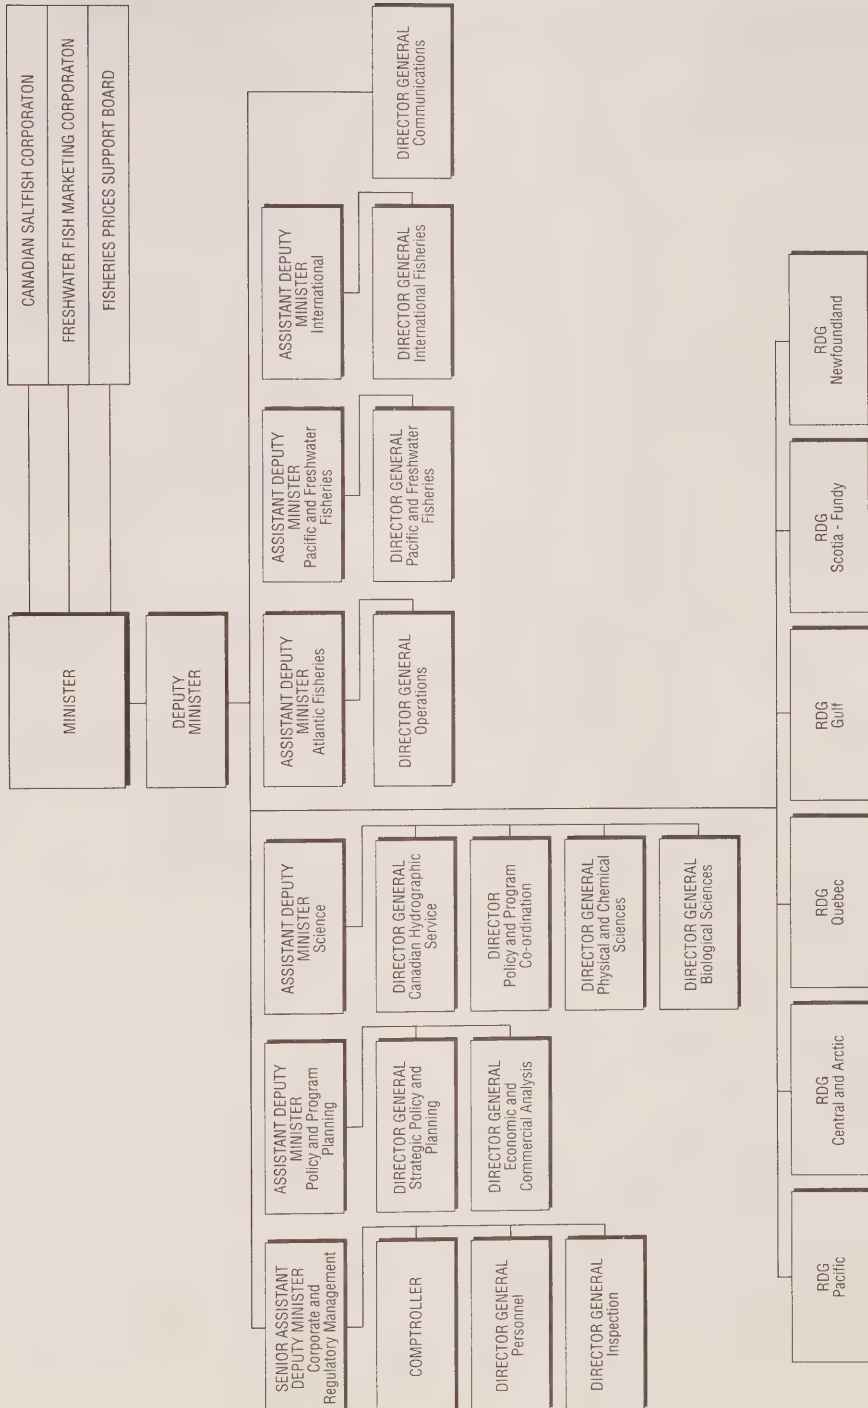 CANADIAN SALTFISH CORPORATON
FRESHWATER FISH MARKETING CORPORATON
FISHERIES PRICES SUPPORT BOARD
MINISTER
DEPUTY
MINISTER
SENIOR ASSISTANT
DEPUTY MINISTER
Corporate and
Regulatory Management
COMPTROLLER
DIRECTOR GENERAL
Personnel
DIRECTOR GENERAL
Inspection
ASSISTANT DEPUTY
MINISTER
Policy and Program
Planning
DIRECTOR GENERAL
Strategic Policy and
Planning
DIRECTOR GENERAL
Economic and
Commercial Analysis
ASSISTANT DEPUTY
MINISTER
Science
DIRECTOR GENERAL
Canadian Hydrographic
Service
DIRECTOR
Policy and Program
Co-ordination
DIRECTOR GENERAL
Physical and Chemical
Sciences
DIRECTOR GENERAL
Biological Sciences
ASSISTANT DEPUTY
MINISTER
Atlantic Fisheries
DIRECTOR GENERAL
Operations
ASSISTANT DEPUTY
MINISTER
Pacific and Freshwater
Fisheries
DIRECTOR GENERAL
Pacific and Freshwater
Fisheries
ASSISTANT DEPUTY
MINISTER
International
DIRECTOR GENERAL
International Fisheries
DIRECTOR GENERAL
Communications
RDG
Pacific
RDG
Central and Arctic
RDG
Quebec
RDG
Gulf
RDG
Scotia - Fundy
RDG
Newfoundland